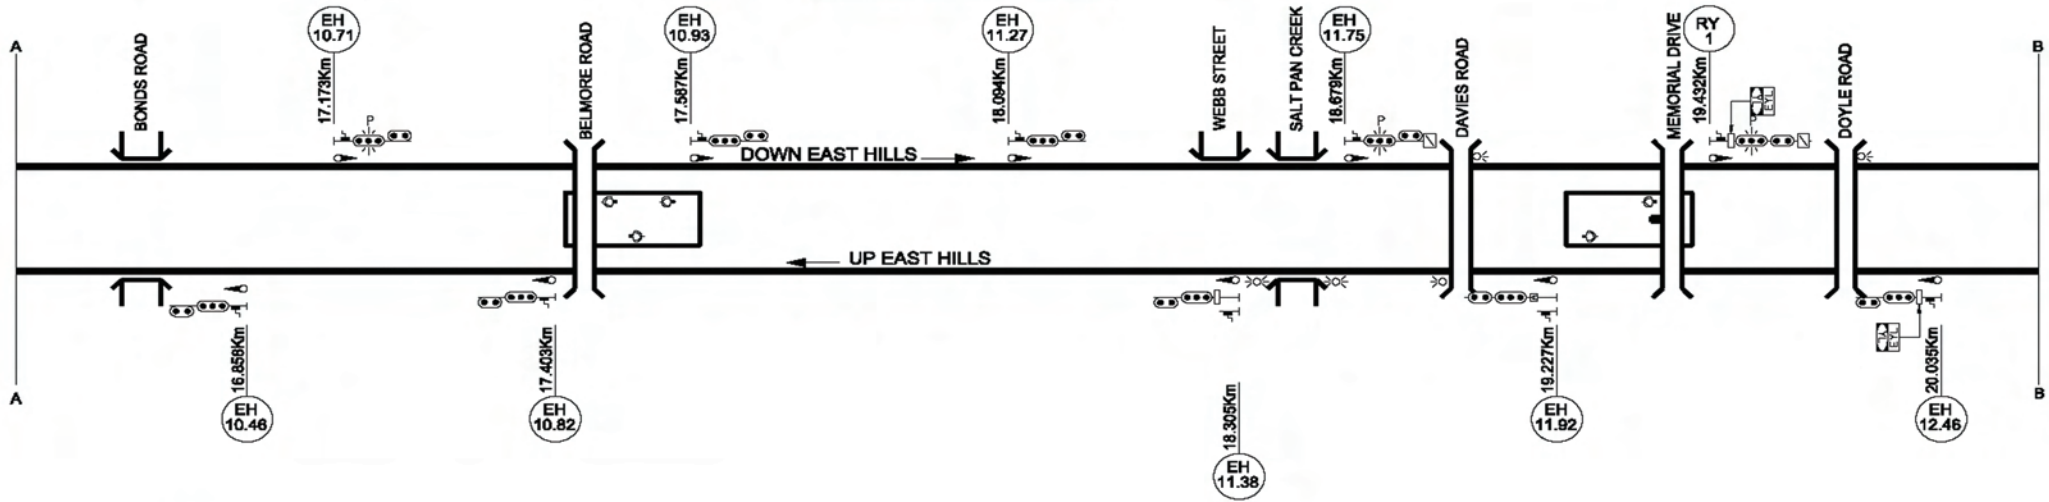 EH
10.71
EH
10.93
EH
11.27
EH
11.75
RY
1
A
B
BONDS ROAD
17.173Km
BELMORE ROAD
17.587Km
18.094Km
WEBB STREET
SALT PAN CREEK
18.679Km
DAVIES ROAD
MEMORIAL DRIVE
19.432Km
DOYLE ROAD
P
P
P
EYL
DOWN EAST HILLS
UP EAST HILLS
EYL
16.858Km
17.403Km
18.305Km
19.227Km
20.035Km
A
B
EH
10.46
EH
10.82
EH
11.38
EH
11.92
EH
12.46